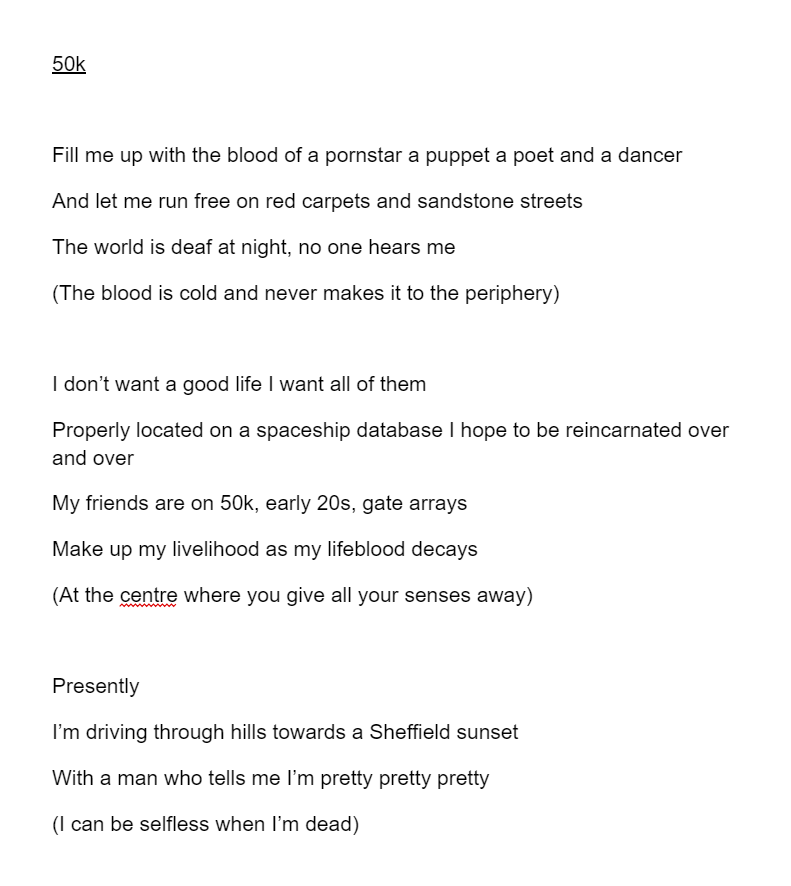 50k
Fill me up with the blood of a pornstar a puppet a poet and a dancer
And let me run free on red carpets and sandstone streets
The world is deaf at night, no one hears me
(The blood is cold and never makes it to the periphery)
I don’t want a good life I want all of them
Properly located on a spaceship database I hope to be reincarnated over
and over
My friends are on 50k, early 20s, gate arrays
Make up my livelihood as my lifeblood decays
(At the centre where you give all your senses away)
Presently
I’m driving through hills towards a Sheffield sunset
With a man who tells me I’m pretty pretty pretty
(I can be selfless when I’m dead)